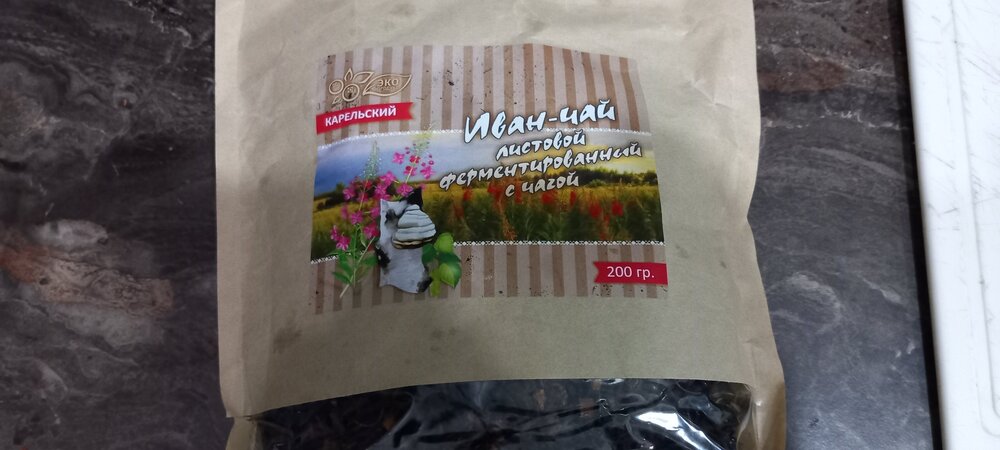 ЭКО
КАРЕЛЬСКИЙ
Иван-чай
листовой
ферментированный
с чагой
200 гр.